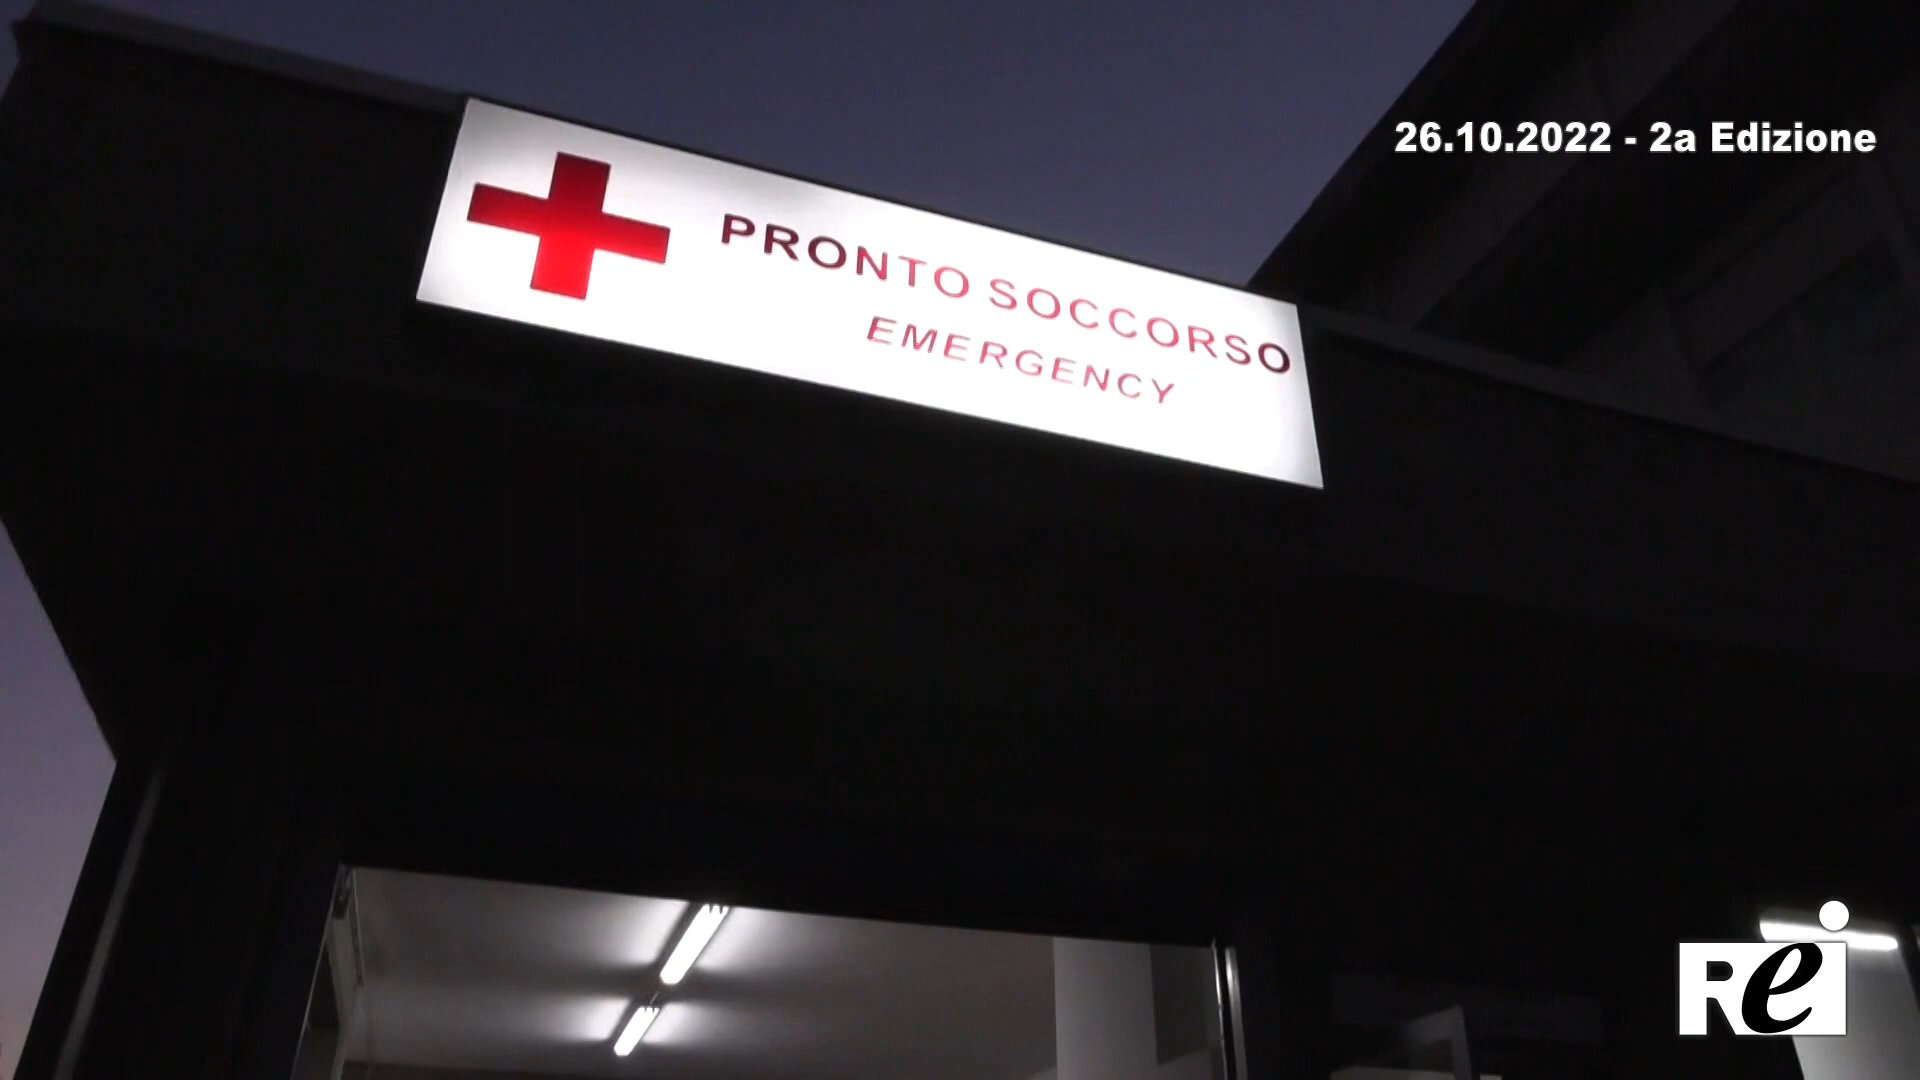 26.10.2022 - 2a Edizione
PRONTO SOCCORSO
EMERGENCY
Rei